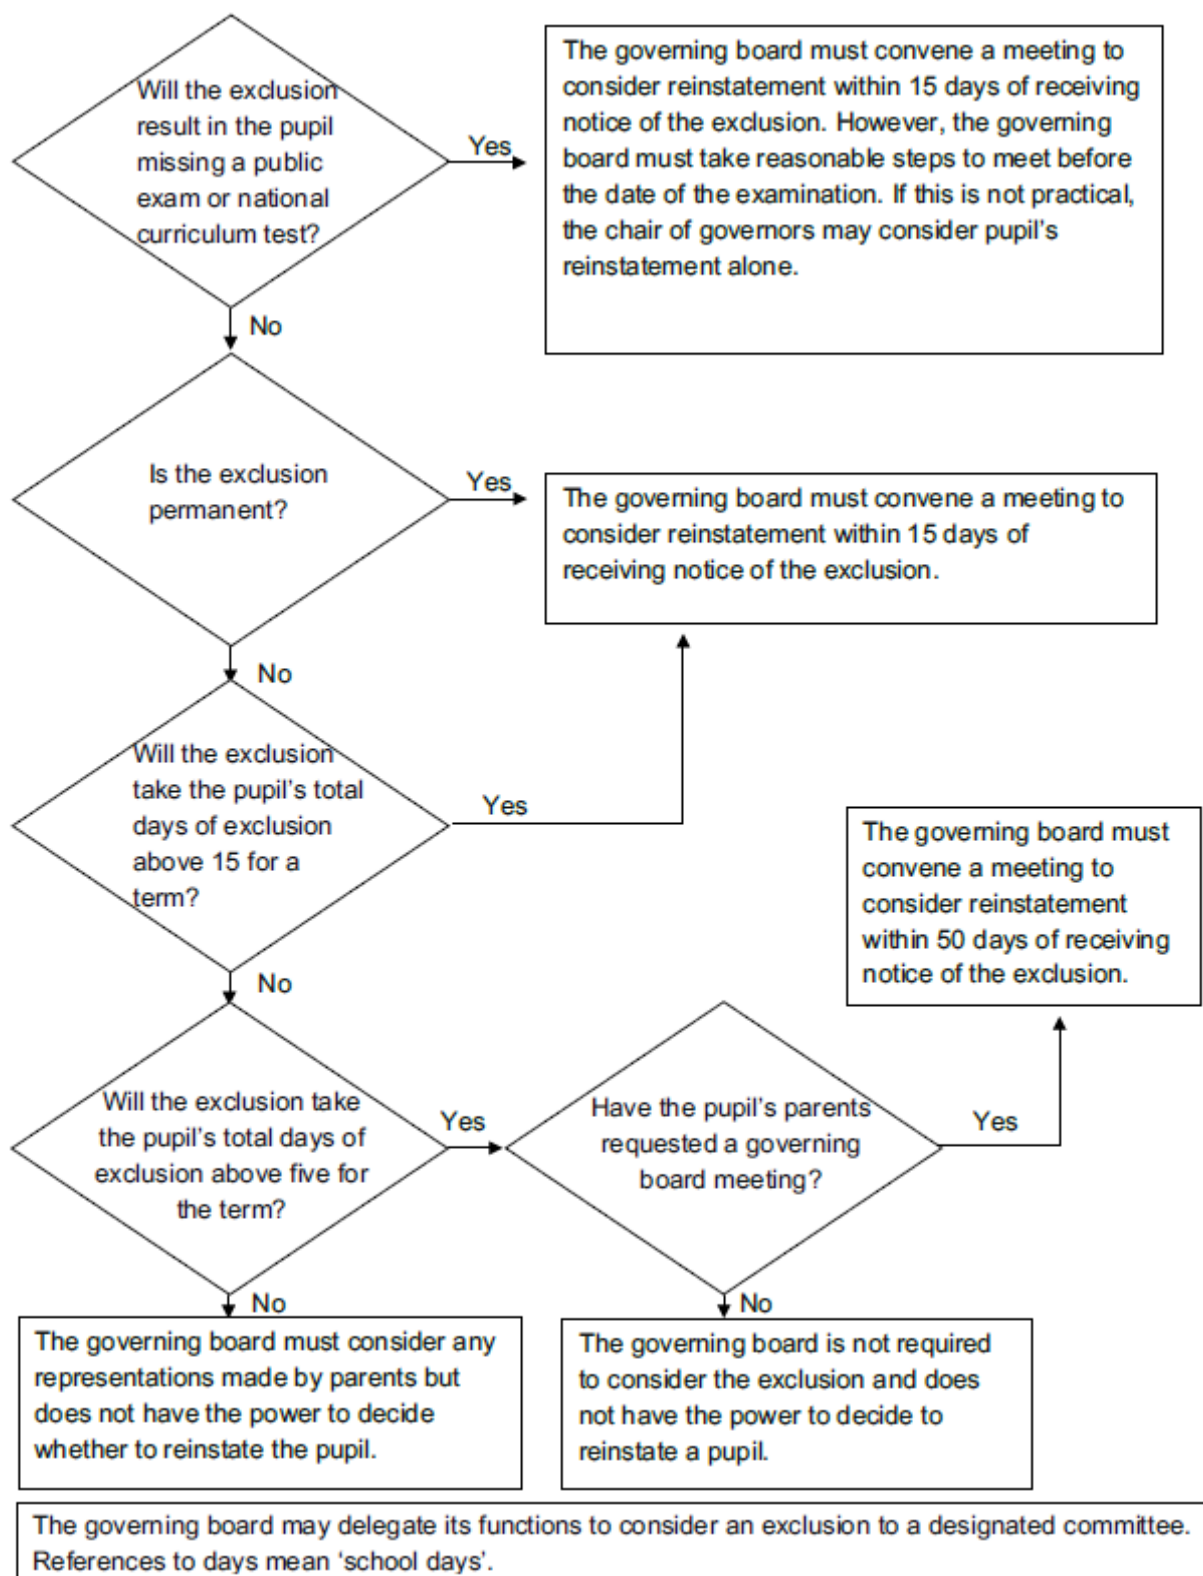 Will the exclusion
result in the pupil
missing a public
exam or national
curriculum test?
Yes
The governing board must convene a meeting to
consider reinstatement within 15 days of receiving
notice of the exclusion. However, the governing
board must take reasonable steps to meet before
the date of the examination. If this is not practical,
the chair of governors may consider pupil's
reinstatement alone.
No
Is the exclusion
permanent?
Yes
The governing board must convene a meeting to
consider reinstatement within 15 days of
receiving notice of the exclusion.
No
Will the exclusion
take the pupil's total
days of exclusion
above 15 for a
term?
Yes
The governing board must
convene a meeting to
consider reinstatement
within 50 days of receiving
notice of the exclusion.
No
Will the exclusion take
the pupil's total days of
exclusion above five for
the term?
Yes
Have the pupil's parents
requested a governing
board meeting?
Yes
No
The governing board must consider any
representations made by parents but
does not have the power to decide
whether to reinstate the pupil.
No
The governing board is not required
to consider the exclusion and does
not have the power to decide to
reinstate a pupil.
The governing board may delegate its functions to consider an exclusion to a designated committee.
References to days mean 'school days'.